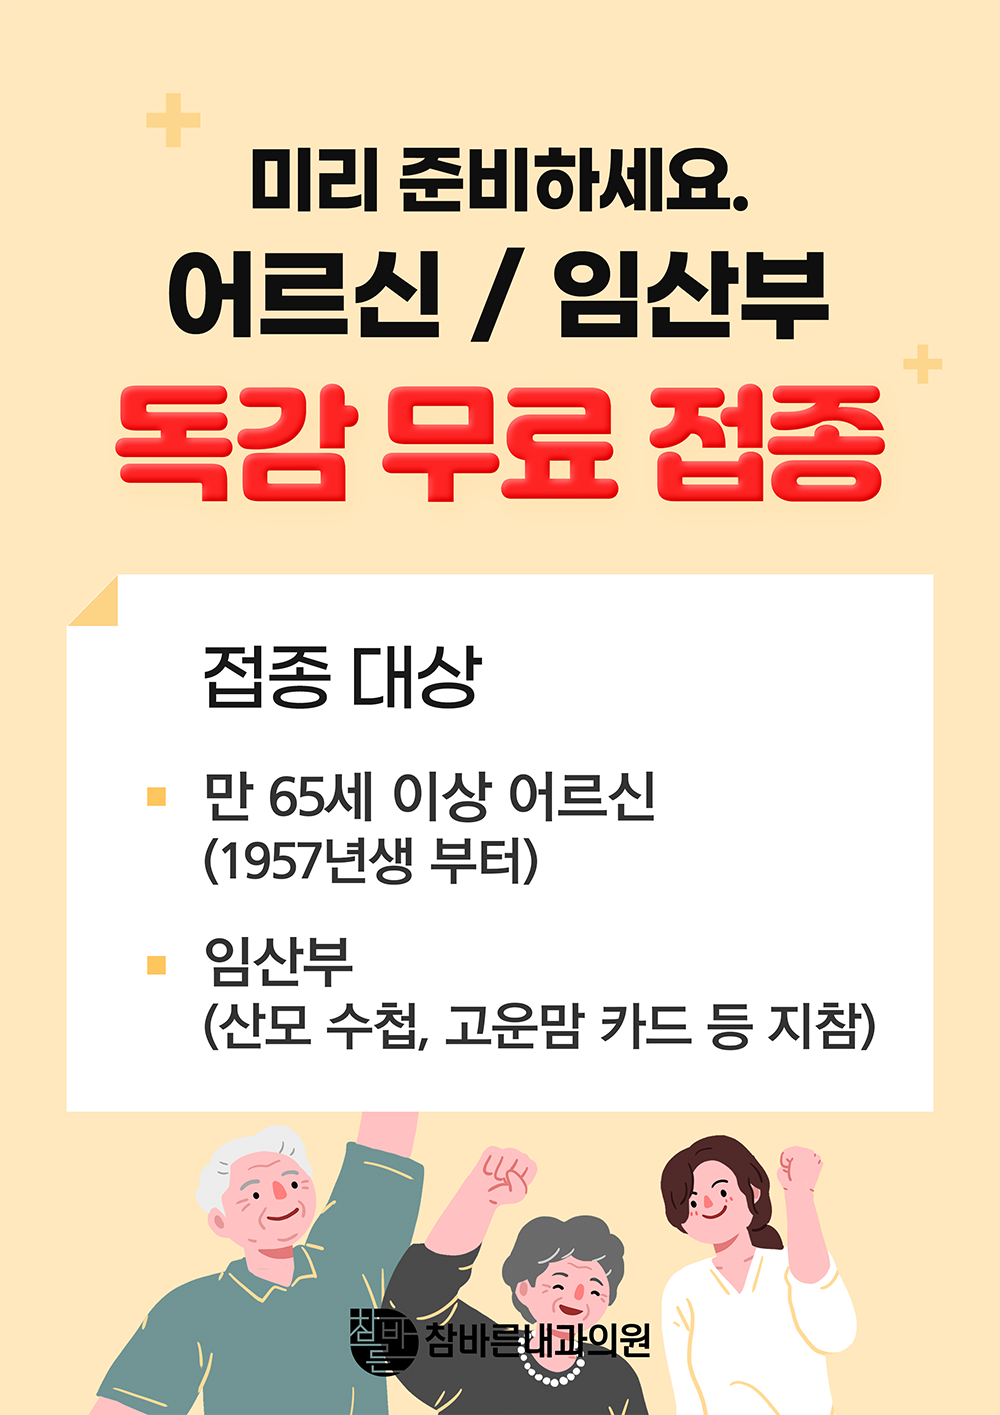 미리 준비하세요.
어르신 / 임산부
독감 무료 접종
접종 대상
만 65세 이상 어르신
(1957년생 부터)
임산부
(산모 수첩, 고운맘 카드 등 지참)
참바른
참바른내과의원